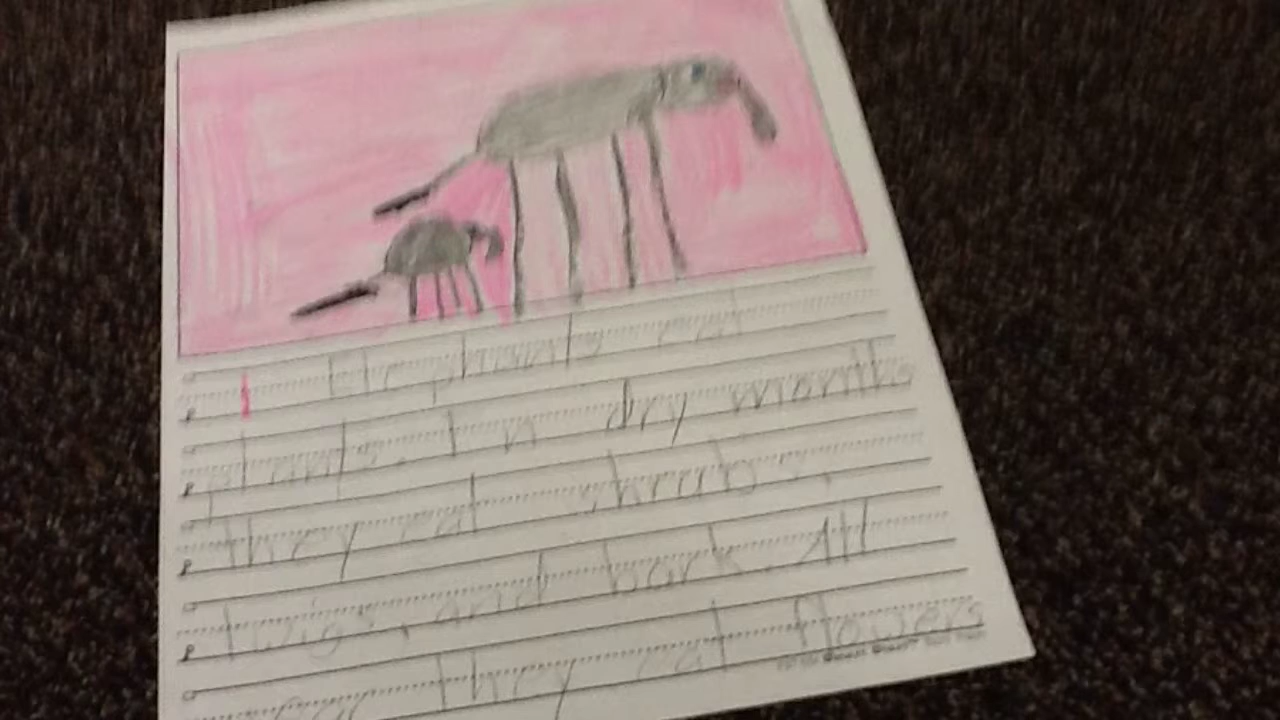 Elephants eat
plants. In dry months
they eat shrubs,
twigs, and bark. All
they eat flowers